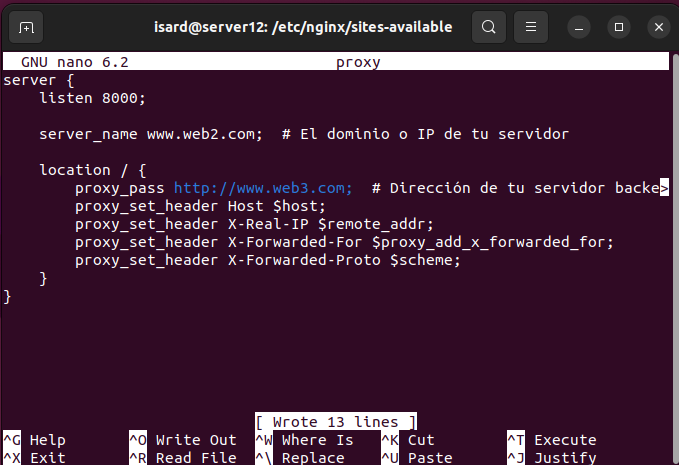 isard@server12: /etc/nginx/sites-available
GNU nano 6.2 proxy
server {
listen 8000;
server_name www.web2.com; # El dominio o IP de tu servidor
location / {
proxy_pass http://www.web3.com; # Dirección de tu servidor backe>
proxy_set_header Host $host;
proxy_set_header X-Real-IP $remote_addr;
proxy_set_header X-Forwarded-For $proxy_add_x_forwarded_for;
proxy_set_header X-Forwarded-Proto $scheme;
}
}
[ Wrote 13 lines ]
^G Help ^O Write Out ^W Where Is ^K Cut ^T Execute
^X Exit ^R Read File ^\ Replace ^U Paste ^J Justify